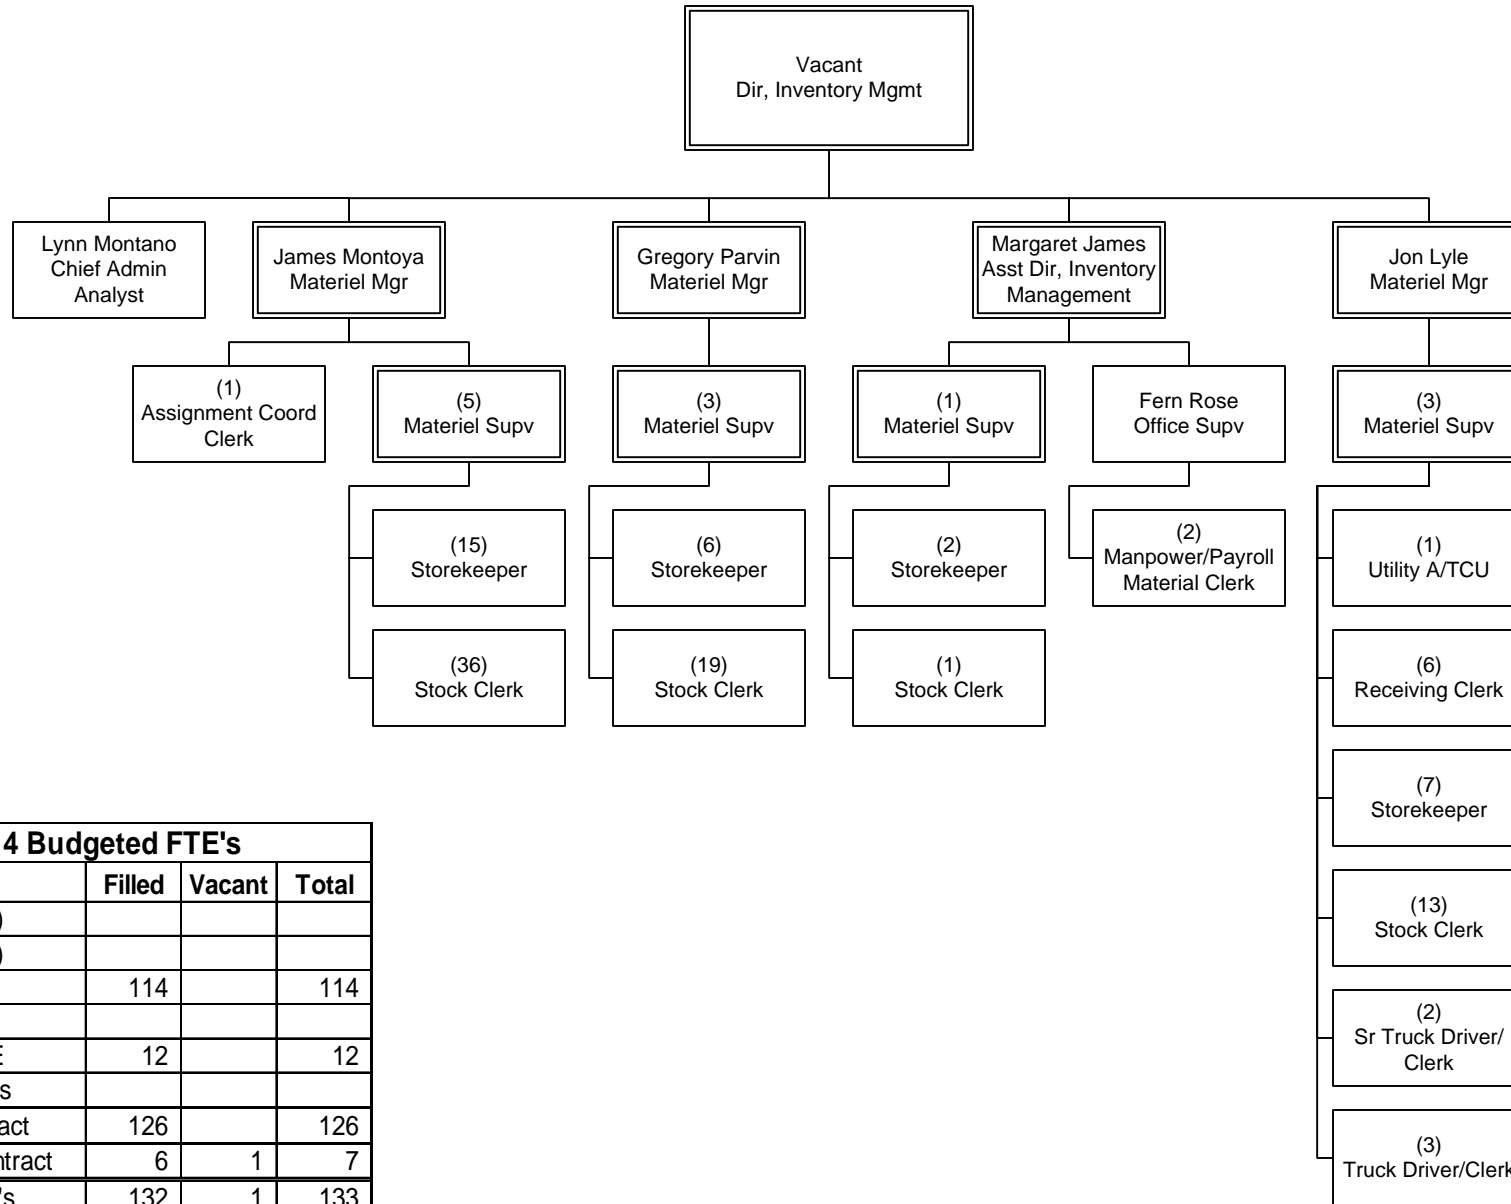 Vacant
Dir, Inventory Mgmt
Lynn Montano
Chief Admin
Analyst
James Montoya
Materiel Mgr
Gregory Parvin
Materiel Mgr
Margaret James
Asst Dir, Inventory
Management
Jon Lyle
Materiel Mgr
(1)
Assignment Coord
Clerk
(5)
Materiel Supv
(3)
Materiel Supv
(1)
Materiel Supv
Fern Rose
Office Supv
(3)
Materiel Supv
(15)
Storekeeper
(6)
Storekeeper
(2)
Storekeeper
(2)
Manpower/Payroll
Material Clerk
(1)
Utility A/TCU
(36)
Stock Clerk
(19)
Stock Clerk
(1)
Stock Clerk
(6)
Receiving Clerk
(7)
Storekeeper
(13)
Stock Clerk
(2)
Sr Truck Driver/
Clerk
(3)
Truck Driver/Clerk
4 Budgeted FTE's
Filled Vacant Total
)
)
114 114
E 12 12
s
act 126 126
ntract 6 1 7
's 132 1 133